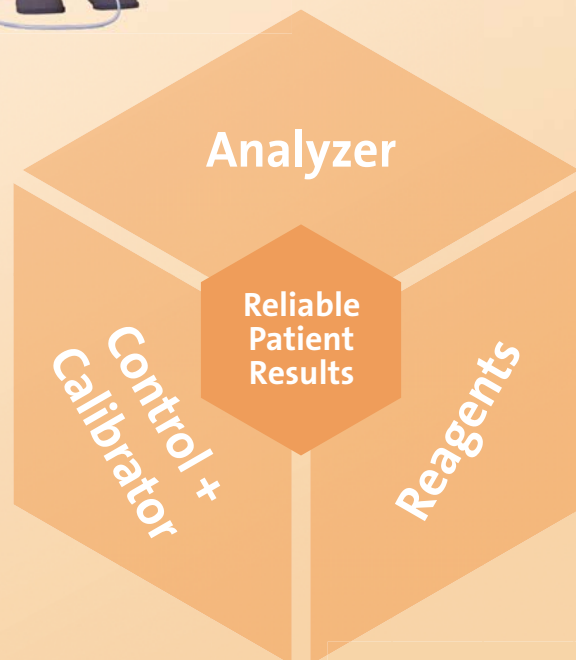 Analyzer
Reliable
Patient
Results
Control +
Calibrator
Reagents